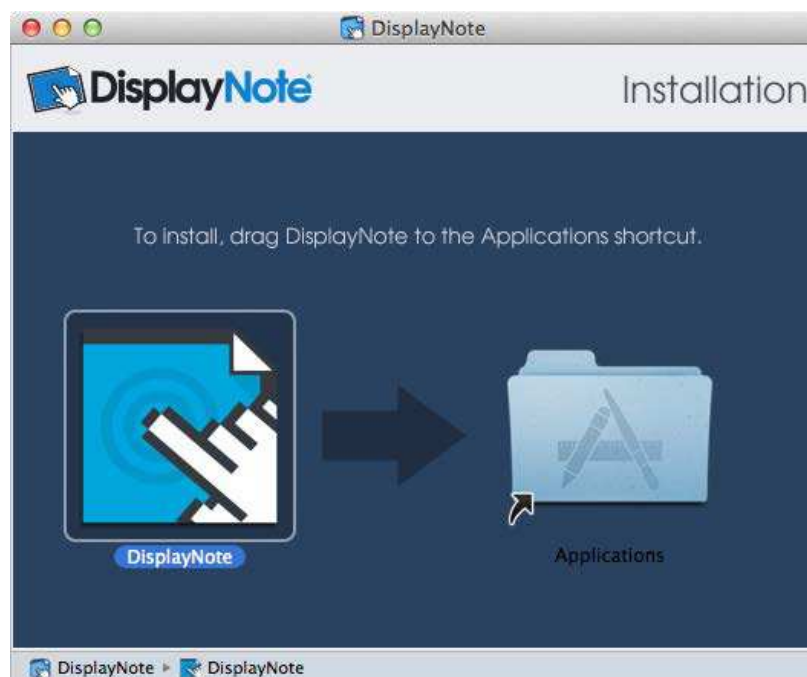 DisplayNote
DisplayNote
Installation
To install, drag DisplayNote to the Applications shortcut.
DisplayNote
Applications
DisplayNote ▸ DisplayNote